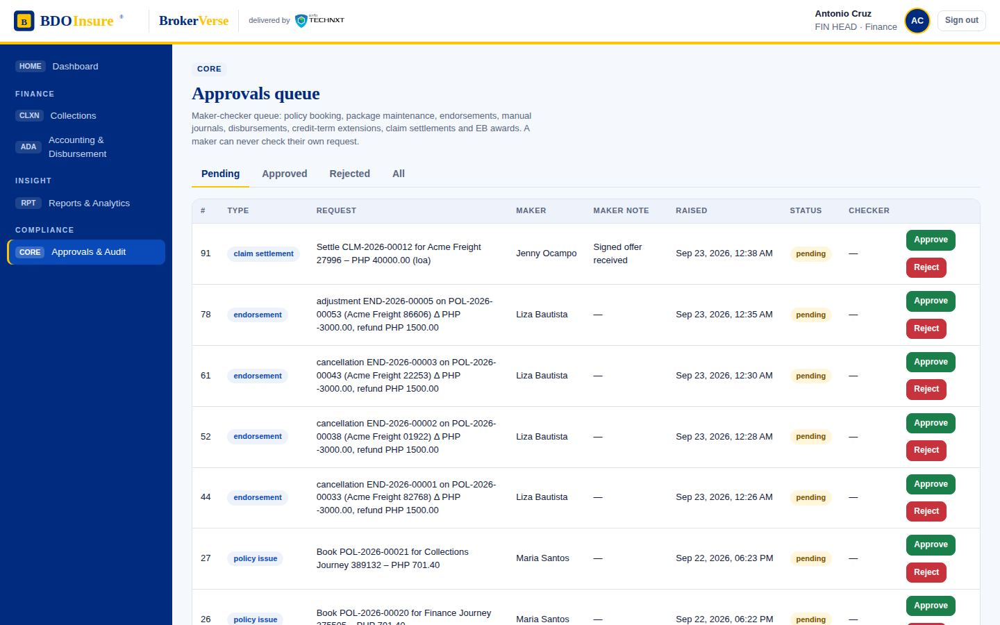 B BDOInsure ®
BrokerVerse
delivered by TECHNXT
Antonio Cruz
FIN HEAD · Finance
AC
Sign out
HOME Dashboard
FINANCE
CLXN Collections
ADA Accounting &
Disbursement
INSIGHT
RPT Reports & Analytics
COMPLIANCE
CORE Approvals & Audit
CORE
Approvals queue
Maker-checker queue: policy booking, package maintenance, endorsements, manual
journals, disbursements, credit-term extensions, claim settlements and EB awards. A
maker can never check their own request.
Pending Approved Rejected All
# TYPE REQUEST MAKER MAKER NOTE RAISED STATUS CHECKER
91 claim settlement Settle CLM-2026-00012 for Acme Freight
27996 – PHP 40000.00 (loa) Jenny Ocampo Signed offer
received Sep 23, 2026, 12:38 AM pending — Approve
Reject
78 endorsement adjustment END-2026-00005 on POL-2026-
00053 (Acme Freight 86606) Δ PHP
-3000.00, refund PHP 1500.00 Liza Bautista — Sep 23, 2026, 12:35 AM pending — Approve
Reject
61 endorsement cancellation END-2026-00003 on POL-2026-
00043 (Acme Freight 22253) Δ PHP
-3000.00, refund PHP 1500.00 Liza Bautista — Sep 23, 2026, 12:30 AM pending — Approve
Reject
52 endorsement cancellation END-2026-00002 on POL-2026-
00038 (Acme Freight 01922) Δ PHP
-3000.00, refund PHP 1500.00 Liza Bautista — Sep 23, 2026, 12:28 AM pending — Approve
Reject
44 endorsement cancellation END-2026-00001 on POL-2026-
00033 (Acme Freight 82768) Δ PHP
-3000.00, refund PHP 1500.00 Liza Bautista — Sep 23, 2026, 12:26 AM pending — Approve
Reject
27 policy issue Book POL-2026-00021 for Collections
Journal 389132 – PHP 701.40 Maria Santos — Sep 22, 2026, 06:23 PM pending — Approve
Reject
26 policy issue Book POL-2026-00020 for Finance Journey
Maria Santos — Sep 22, 2026, 06:22 PM pending — Approve